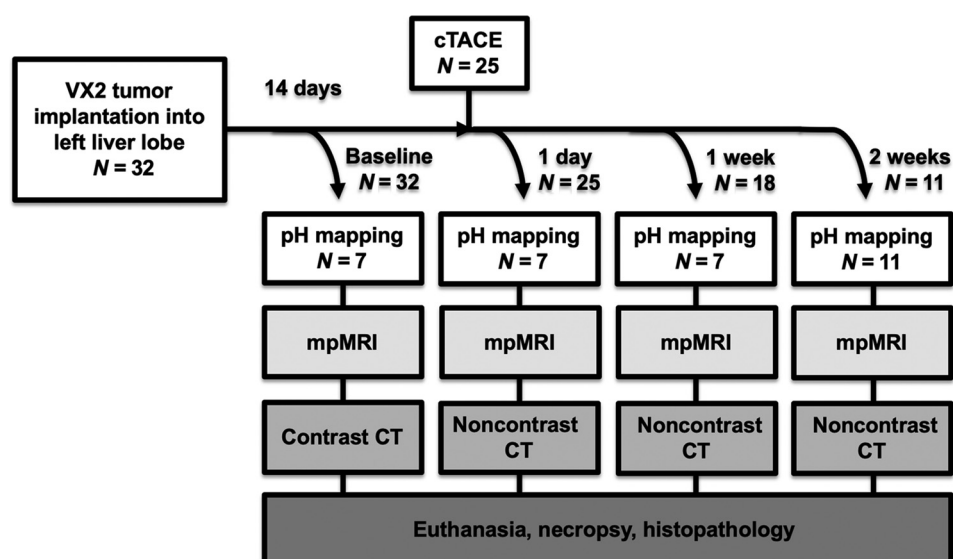 cTACE
N = 25
VX2 tumor
implantation into
left liver lobe
N = 32
14 days
Baseline
N = 32
1 day
N = 25
1 week
N = 18
2 weeks
N = 11
pH mapping
N = 7
pH mapping
N = 7
pH mapping
N = 7
pH mapping
N = 11
mpMRI
mpMRI
mpMRI
mpMRI
Contrast CT
Noncontrast
CT
Noncontrast
CT
Noncontrast
CT
Euthanasia, necropsy, histopathology